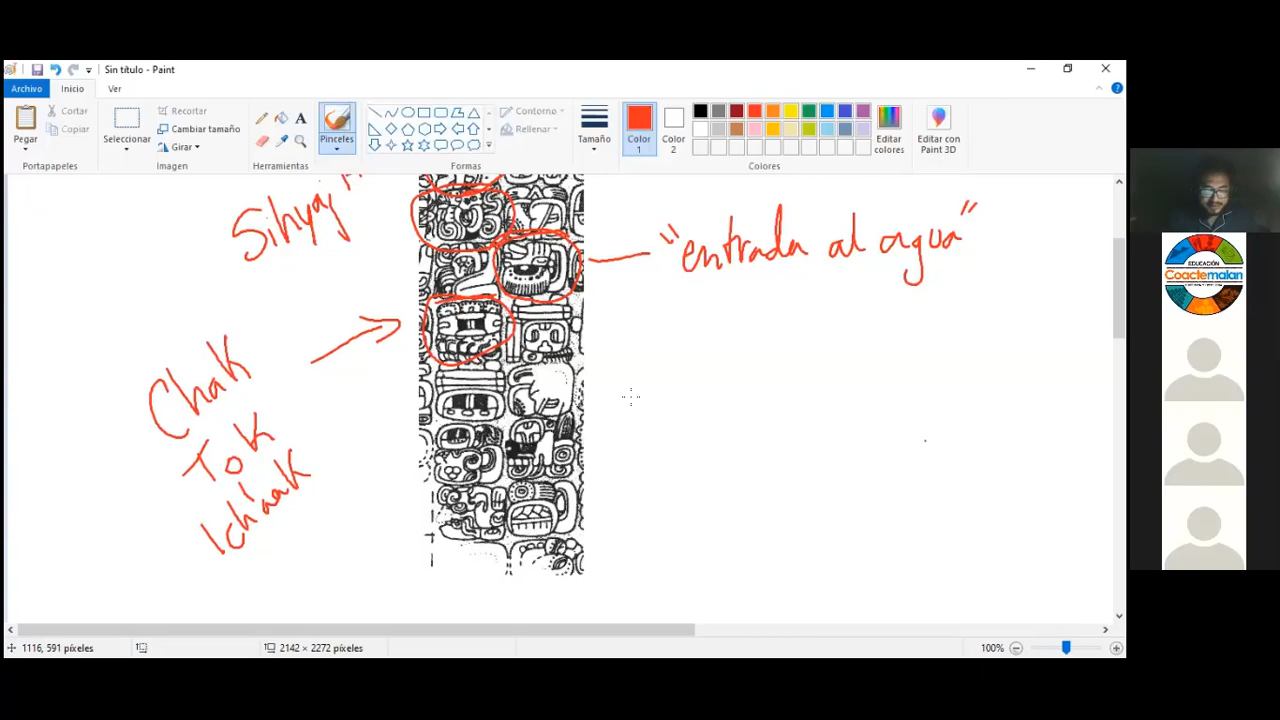 Sin título - Paint
Archivo
Inicio
Ver
Pegar
Cortar
Copiar
Portapapeles
Seleccionar
Recortar
Cambiar tamaño
Girar
Imagen
A
Herramientas
Pinceles
Contorno
Rellenar
Formas
Tamaño
Color
1
Color
2
Editar
colores
Colores
Editar con
Paint 3D
Sihyaj
"entrada al agua"
Chak
Tok
Ich'aak
EDUCACIÓN
Coactemalan
1116, 591 píxeles
2142 × 2272 píxeles
100%